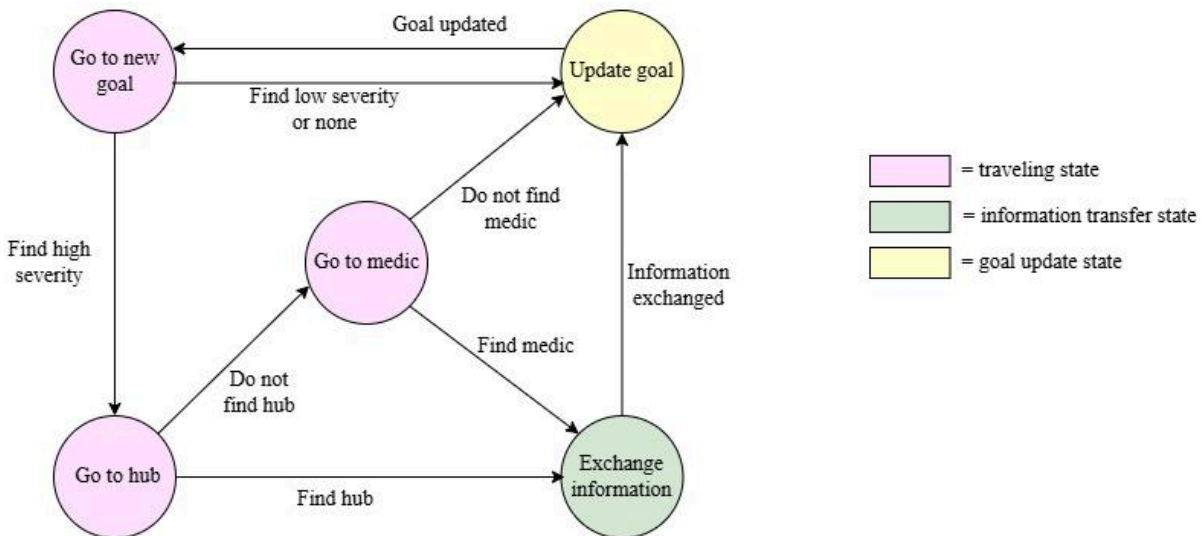 Goal updated
Go to new
goal
Update goal
Find low severity
or none
= traveling state
Do not find
medic
= information transfer state
Find high
severity
Go to medic
Information
exchanged
= goal update state
Find medic
Do not
find hub
Go to hub
Find hub
Exchange
information